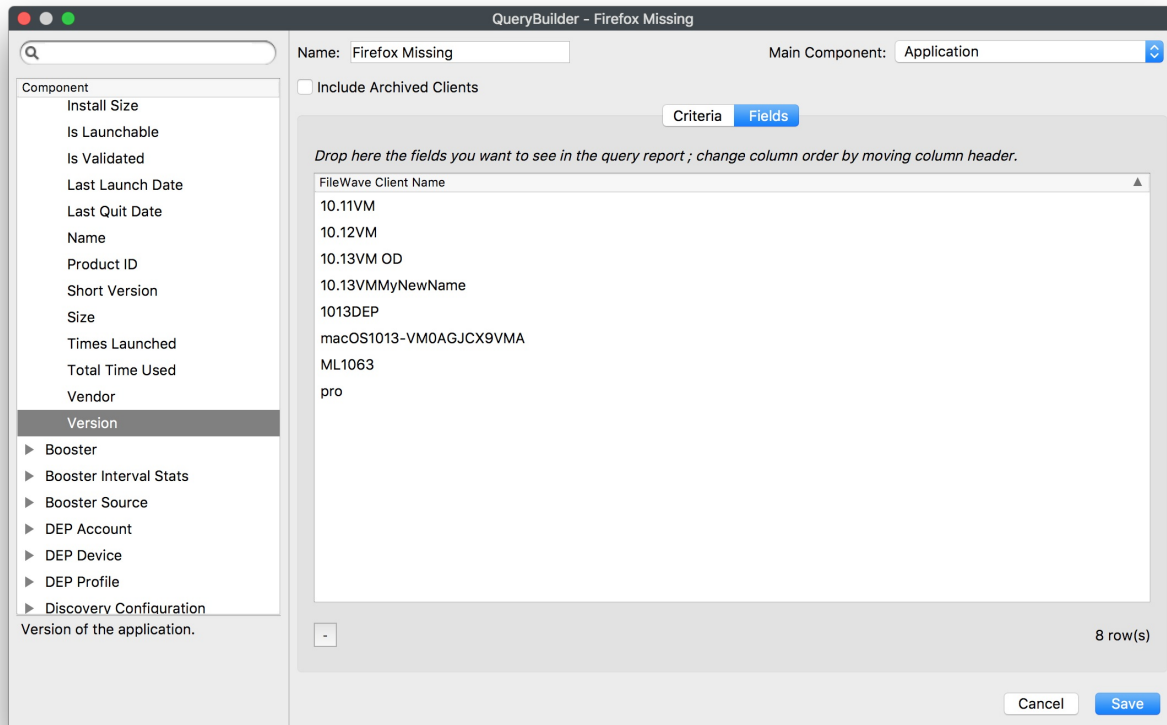 QueryBuilder - Firefox Missing
Name: Firefox Missing
Main Component: Application
Include Archived Clients
Component
Install Size
Is Launchable
Is Validated
Last Launch Date
Last Quit Date
Name
Product ID
Short Version
Size
Times Launched
Total Time Used
Vendor
Version
Booster
Booster Interval Stats
Booster Source
DEP Account
DEP Device
DEP Profile
Discovery Configuration
Version of the application.
Criteria
Fields
Drop here the fields you want to see in the query report ; change column order by moving column header.
FileWave Client Name
10.11VM
10.12VM
10.13VM OD
10.13VMMyNewName
1013DEP
macOS1013-VM0AGJCX9VMA
ML1063
pro
-
8 row(s)
Cancel
Save